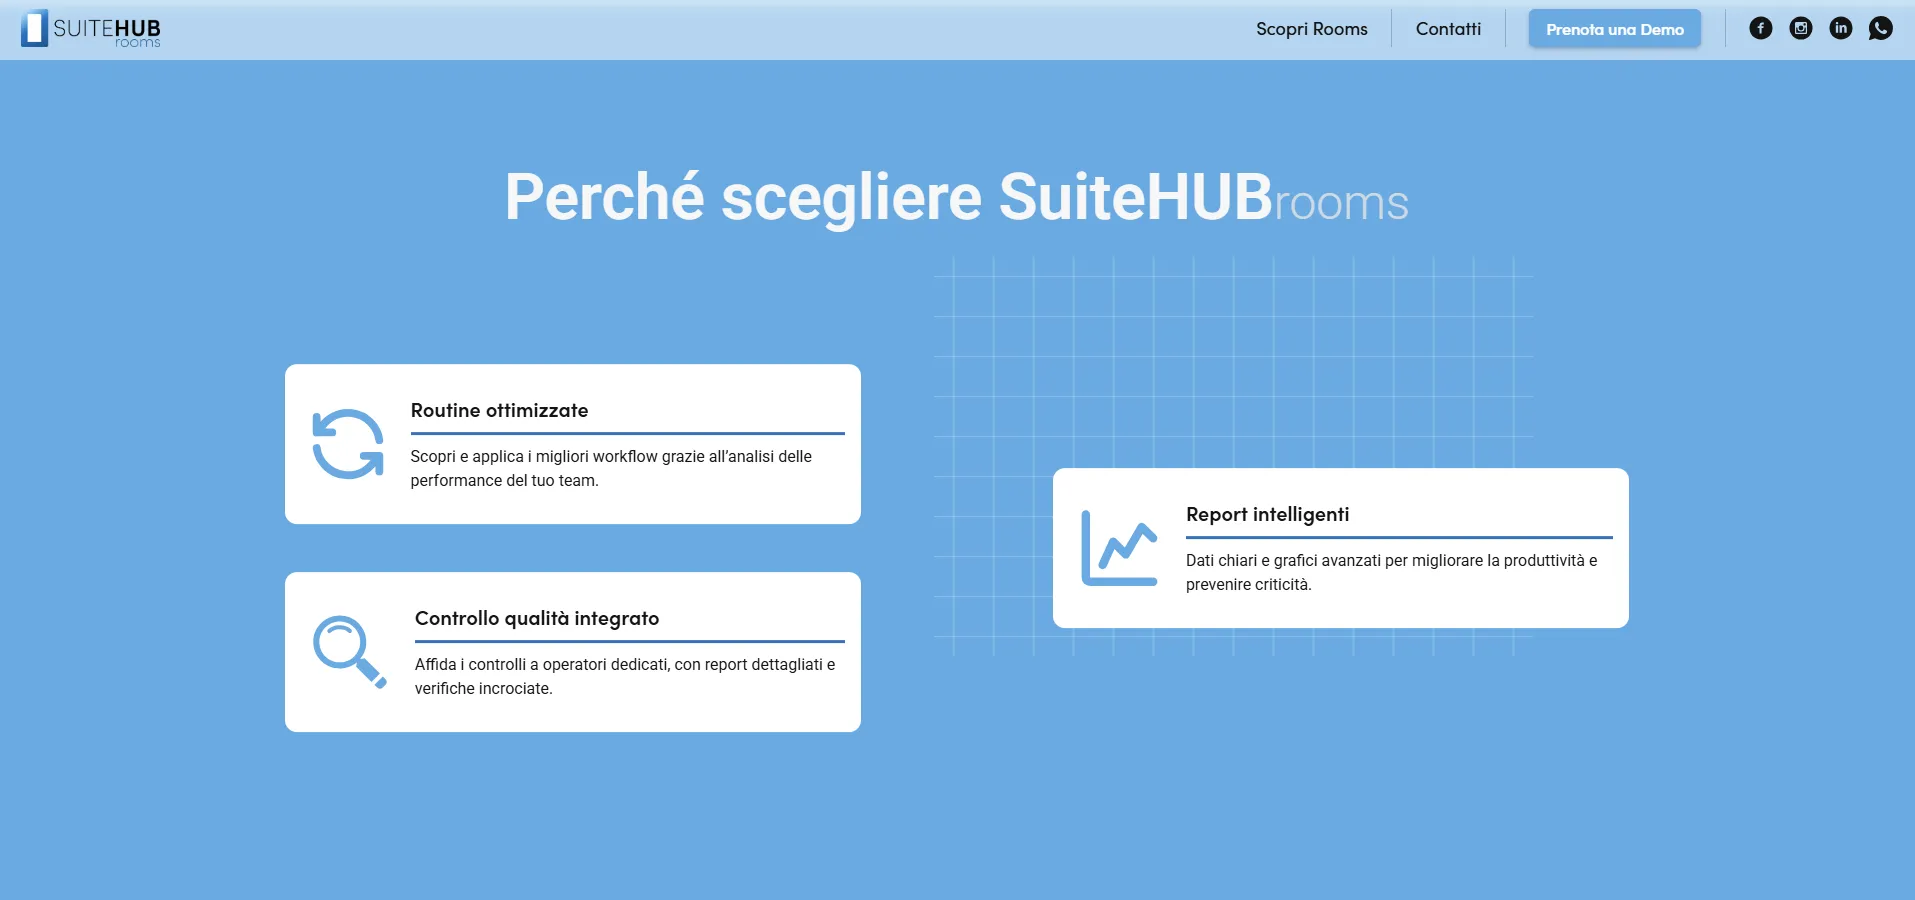 SUITEHUB
rooms
Scopri Rooms
Contatti
Prenota una Demo
Perché scegliere SuiteHUBrooms
Routine ottimizzate
Scopri e applica i migliori workflow grazie all’analisi delle
performance del tuo team.
Controllo qualità integrato
Affida i controlli a operatori dedicati, con report dettagliati e
verifiche incrociate.
Report intelligenti
Dati chiari e grafici avanzati per migliorare la produttività e
prevenire criticità.